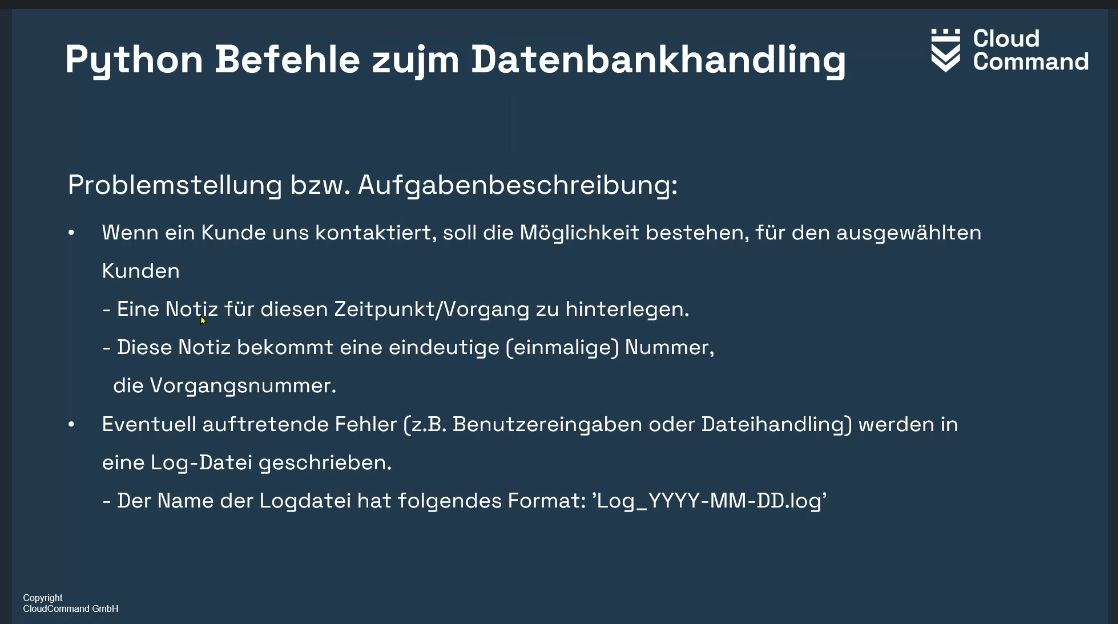 Python Befehle zujm Datenbankhandling
Cloud
Command
Problemstellung bzw. Aufgabenbeschreibung:
• Wenn ein Kunde uns kontaktiert, soll die Möglichkeit bestehen, für den ausgewählten
Kunden
- Eine Notiz für diesen Zeitpunkt/Vorgang zu hinterlegen.
- Diese Notiz bekommt eine eindeutige (einmalige) Nummer,
die Vorgangsnummer.
• Eventuell auftretende Fehler (z.B. Benutzereingaben oder Dateihandling) werden in
eine Log-Datei geschrieben.
- Der Name der Logdatei hat folgendes Format: 'Log_YYYY-MM-DD.log'
Copyright
CloudCommand GmbH